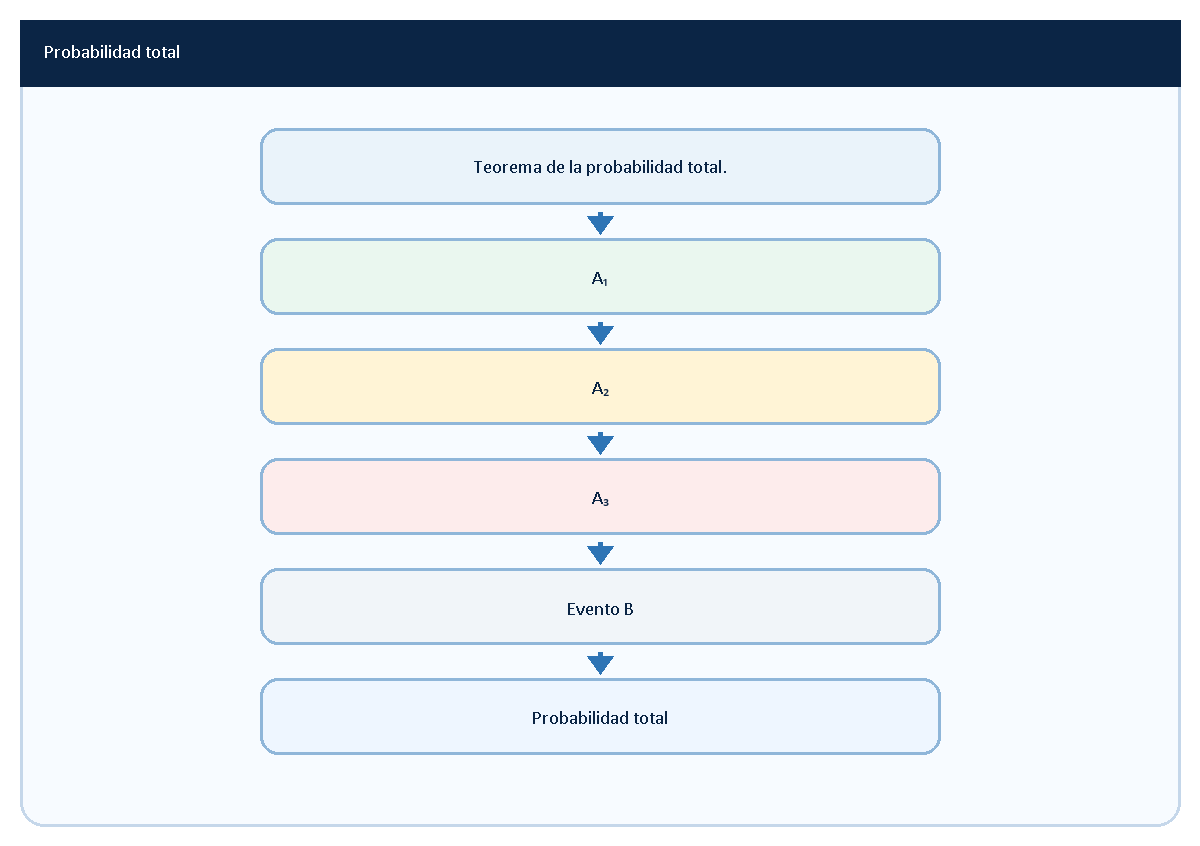 Probabilidad total
Teorema de la probabilidad total.
A₁
A₂
A₃
Evento B
Probabilidad total